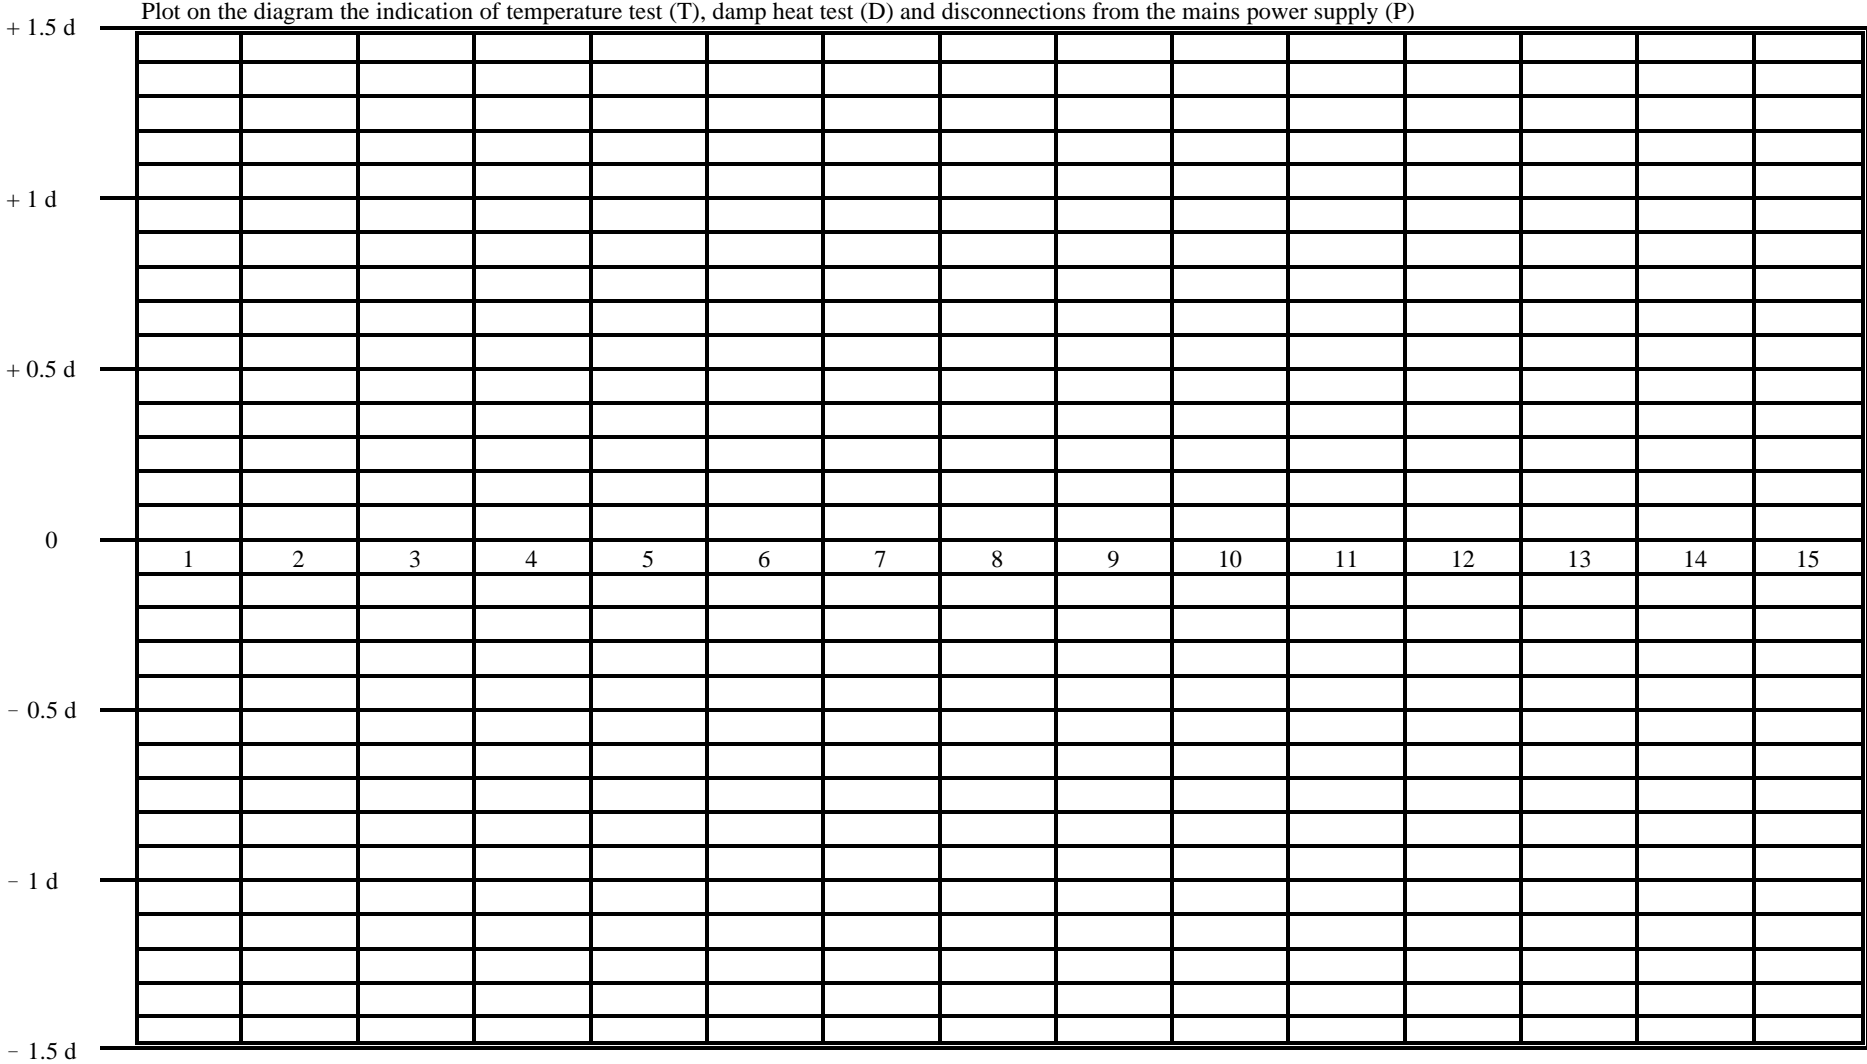 Plot on the diagram the indication of temperature test (T), damp heat test (D) and disconnections from the mains power supply (P)
+ 1.5 d
+ 1 d
+ 0.5 d
0
1 2 3 4 5 6 7 8 9 10 11 12 13 14 15
- 0.5 d
- 1 d
- 1.5 d